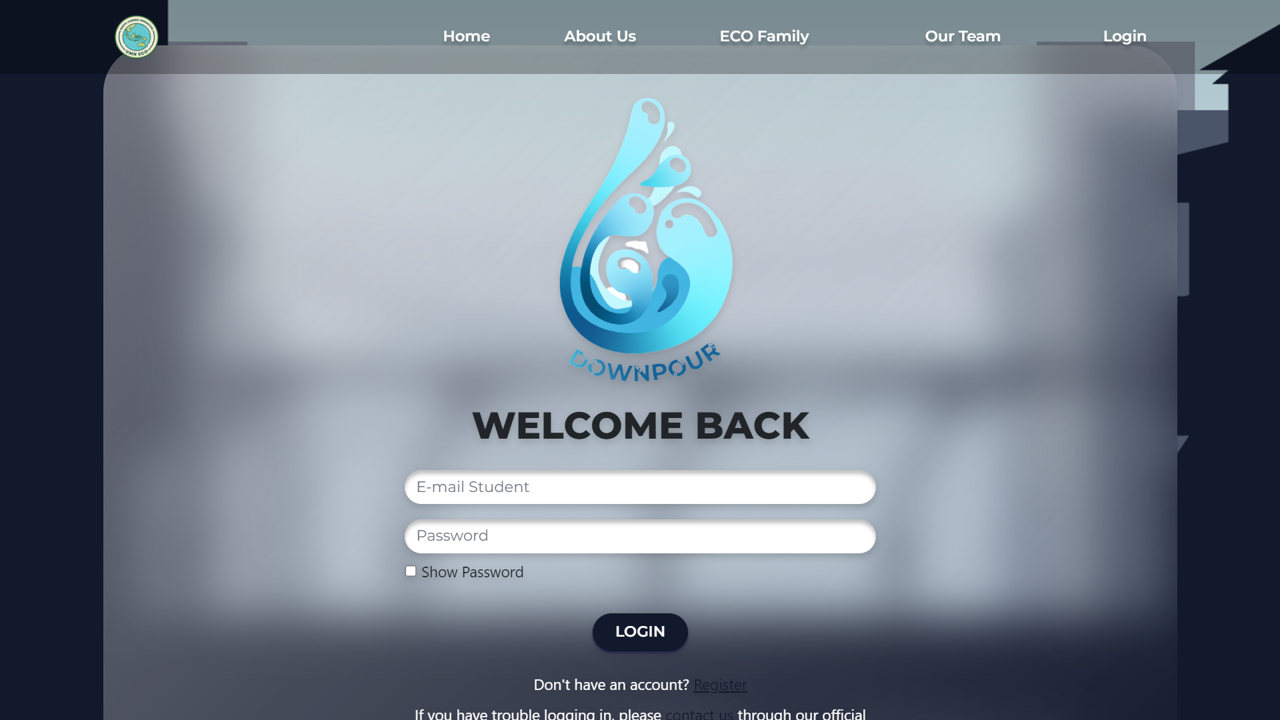 Home
About Us
ECO Family
Our Team
Login
DOWNPOUR
WELCOME BACK
E-mail Student
Password
Show Password
LOGIN
Don't have an account? Register
If you have trouble logging in, please contact us through our official